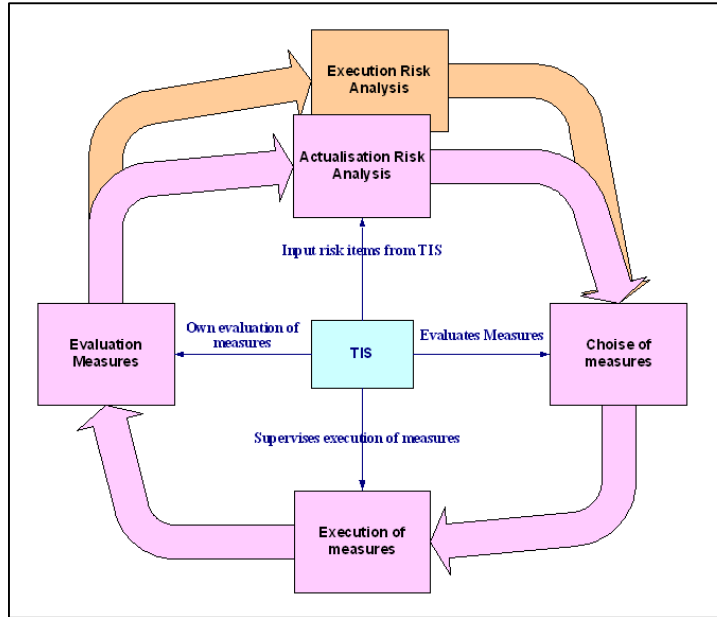 Execution Risk
Analysis
Actualisation Risk
Analysis
Input risk items from TIS
Evaluation
Measures
Own evaluation of
measures
TIS
Evaluates Measures
Choise of
measures
Supervises execution of measures
Execution of
measures